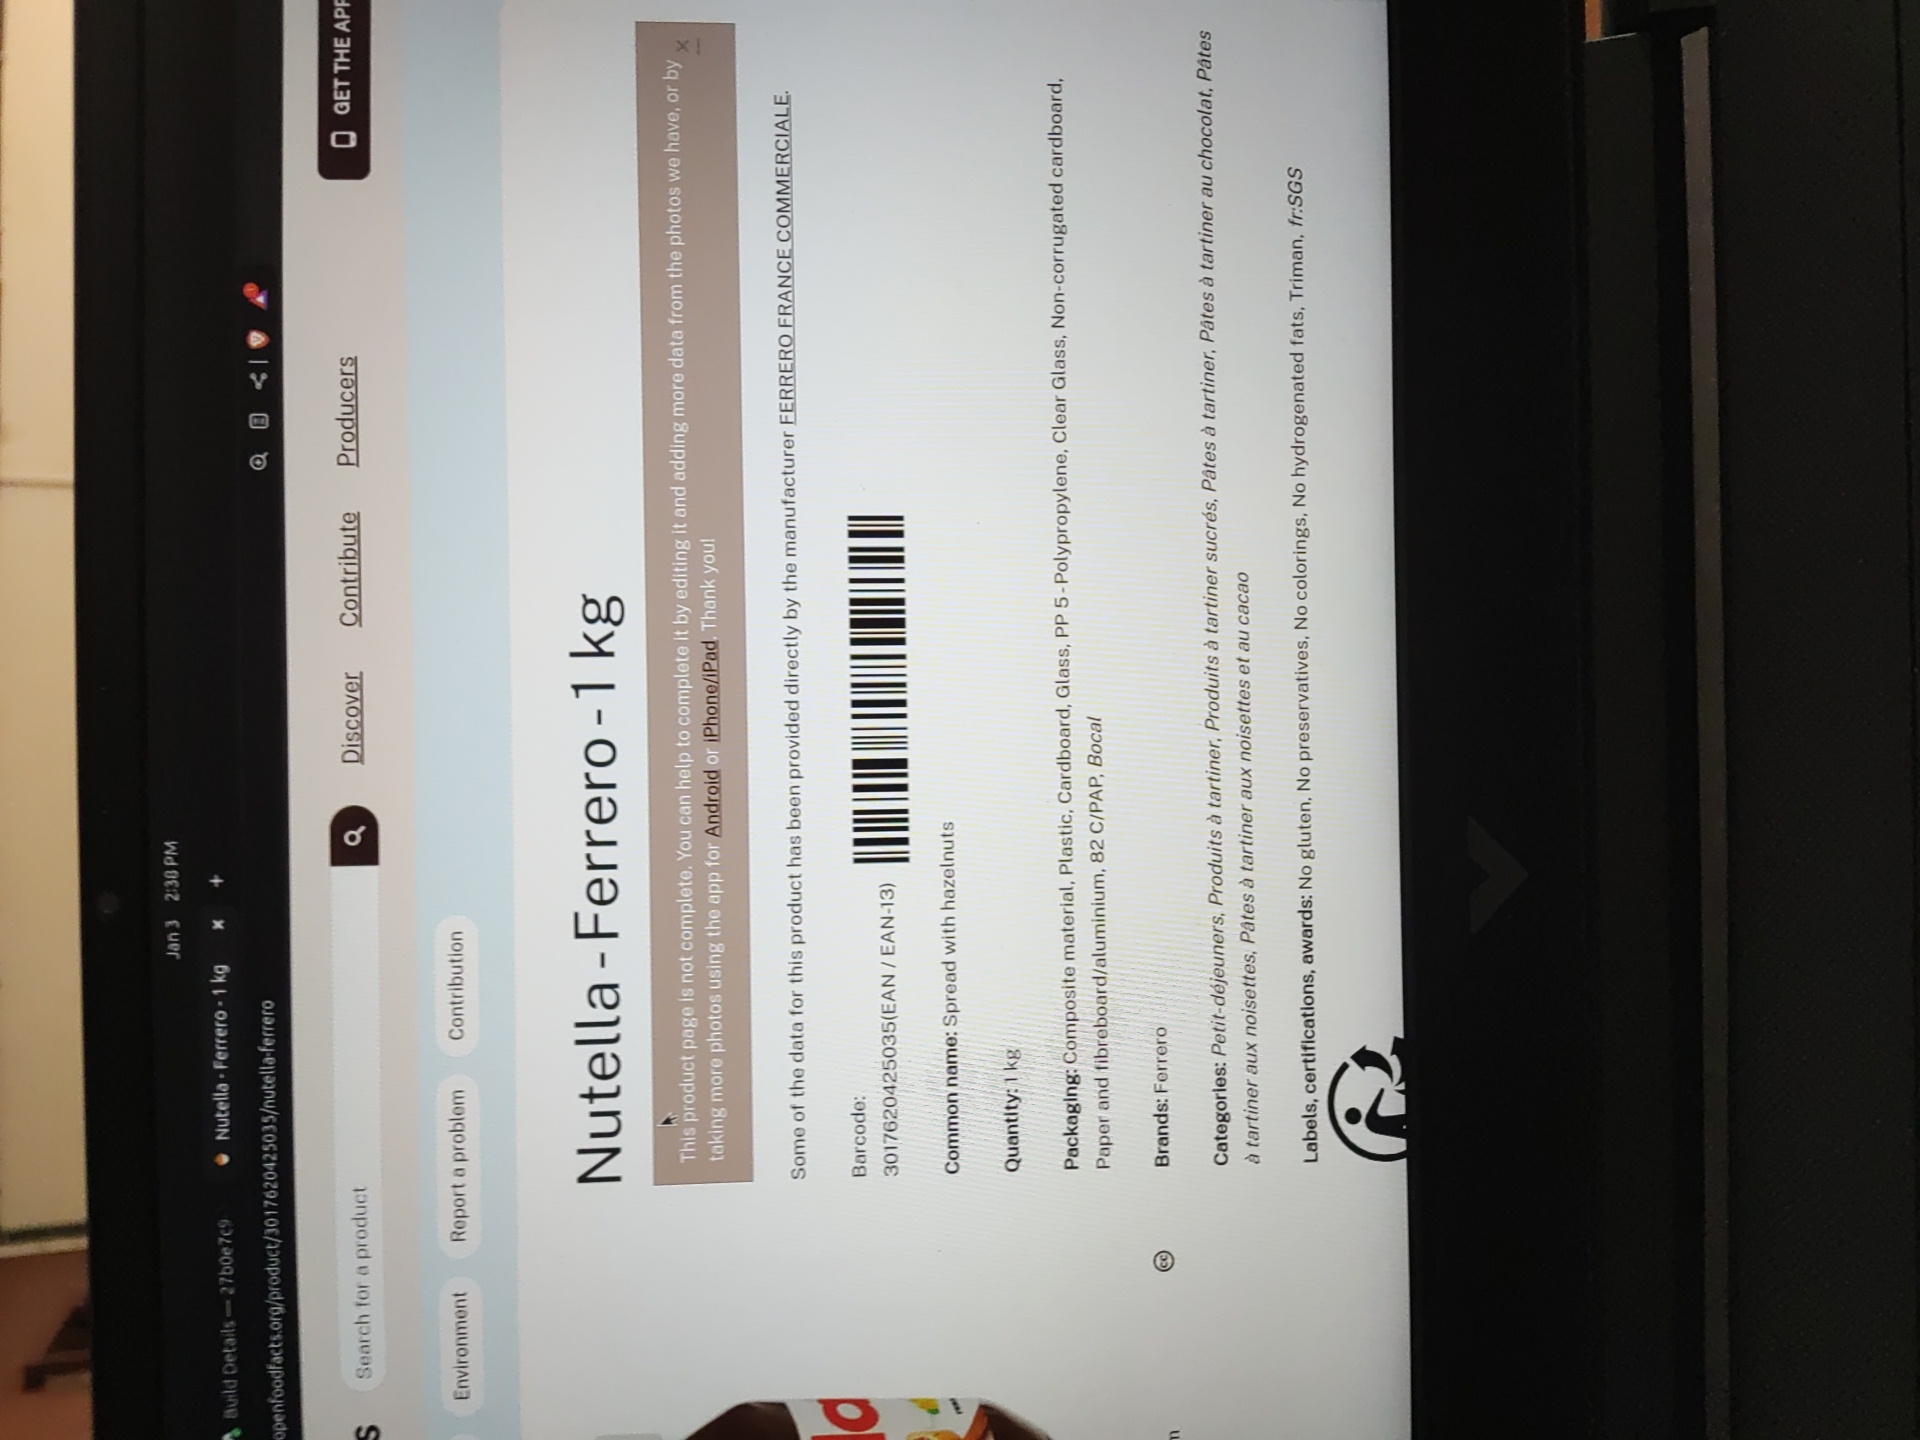 Jan 3 2:38 PM
Build Details — 27b0e7c9
Nutella - Ferrero - 1 kg
openfoodfacts.org/product/3017620425035/nutella-ferrero
s
Search for a product
Discover
Contribute
Producers
GET THE APP
Environment
Report a problem
Contribution
Nutella - Ferrero - 1 kg
This product page is not complete. You can help to complete it by editing it and adding more data from the photos we have, or by
taking more photos using the app for Android or iPhone/iPad. Thank you!
Some of the data for this product has been provided directly by the manufacturer FERRERO FRANCE COMMERCIALE.
Barcode:
3017620425035(EAN / EAN-13)
Common name: Spread with hazelnuts
Quantity: 1 kg
Packaging: Composite material, Plastic, Cardboard, Glass, PP 5 - Polypropylene, Clear Glass, Non-corrugated cardboard,
Paper and fibreboard/aluminium, 82 C/PAP, Bocal
cc
Brands: Ferrero
Categories: Petit-déjeuners, Produits à tartiner, Produits à tartiner sucrés, Pâtes à tartiner, Pâtes à tartiner au chocolat, Pâtes
à tartiner aux noisettes, Pâtes à tartiner aux noisettes et au cacao
Labels, certifications, awards: No gluten, No preservatives, No colorings, No hydrogenated fats, Triman, fr:SGS